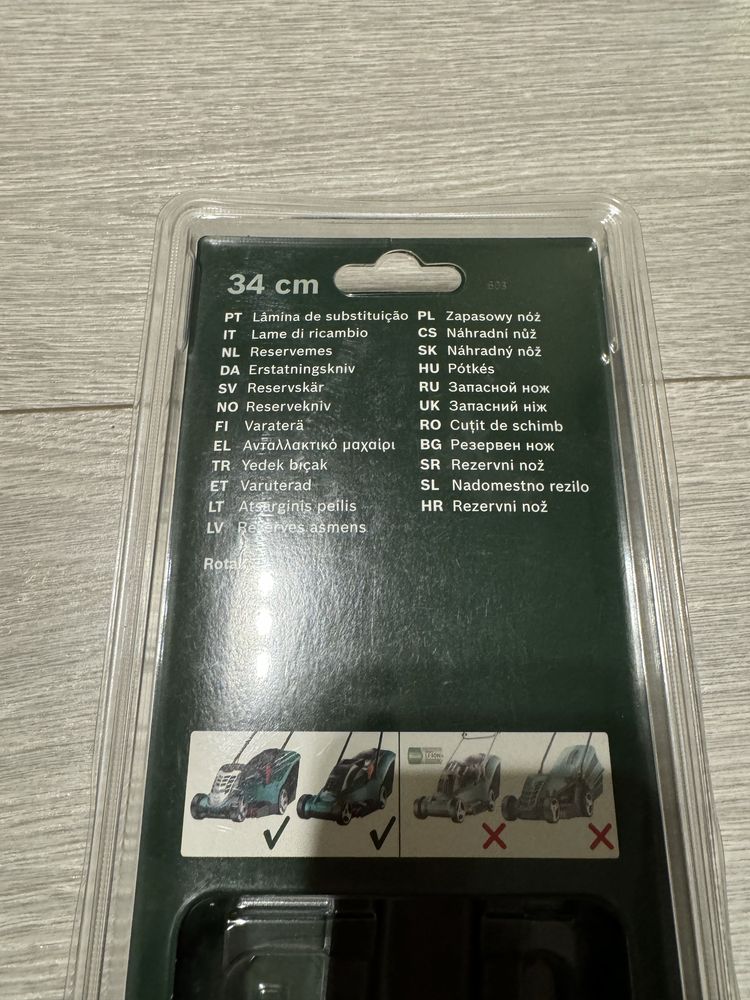 34 cm
603
PT Lâmina de substituição
IT Lame di ricambio
NL Reservemes
DA Erstatningskniv
SV Reservskär
NO Reservekniv
FI Varaterä
EL Ανταλλακτικό μαχαίρι
TR Yedek bıçak
ET Varuterad
LT Atsarginis peilis
LV Rezerves asmens
PL Zapasowy nóż
CS Náhradní nůž
SK Náhradný nôž
HU Pótkés
RU Запасной нож
UK Запасний ніж
RO Cuțit de schimb
BG Резервен нож
SR Rezervni nož
SL Nadomestno rezilo
HR Rezervni nož